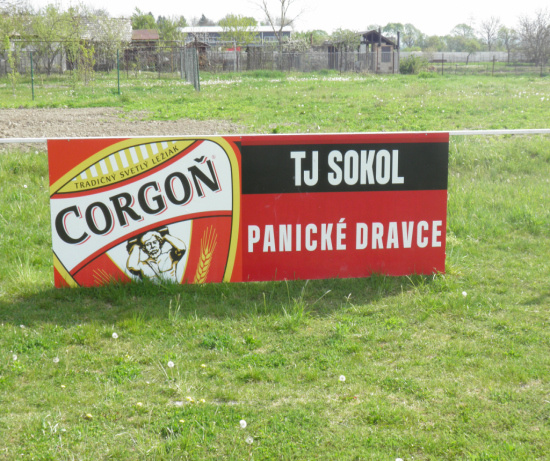 TRADIČNÝ SVETLÝ LEŽIAK
CORGOŇ
TJ SOKOL
PANICKÉ DRAVCE